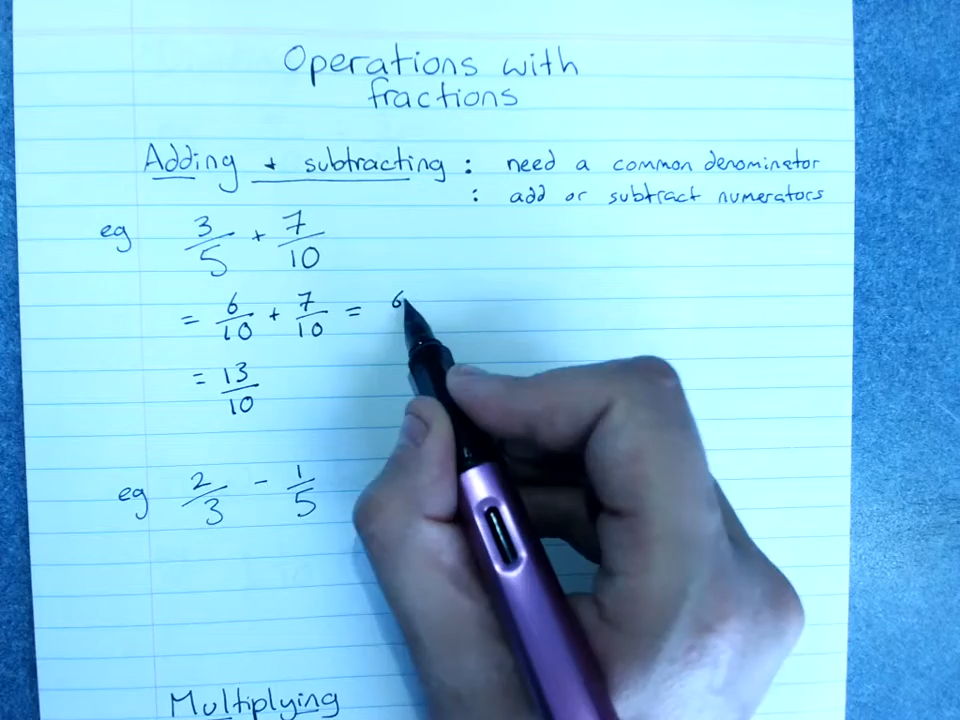 Operations with
fractions
Adding + subtracting : need a common denominator
: add or subtract numerators
eg 3/5 + 7/10
= 6/10 + 7/10 = 6
= 13/10
eg 2/3 - 1/5
Multiplying